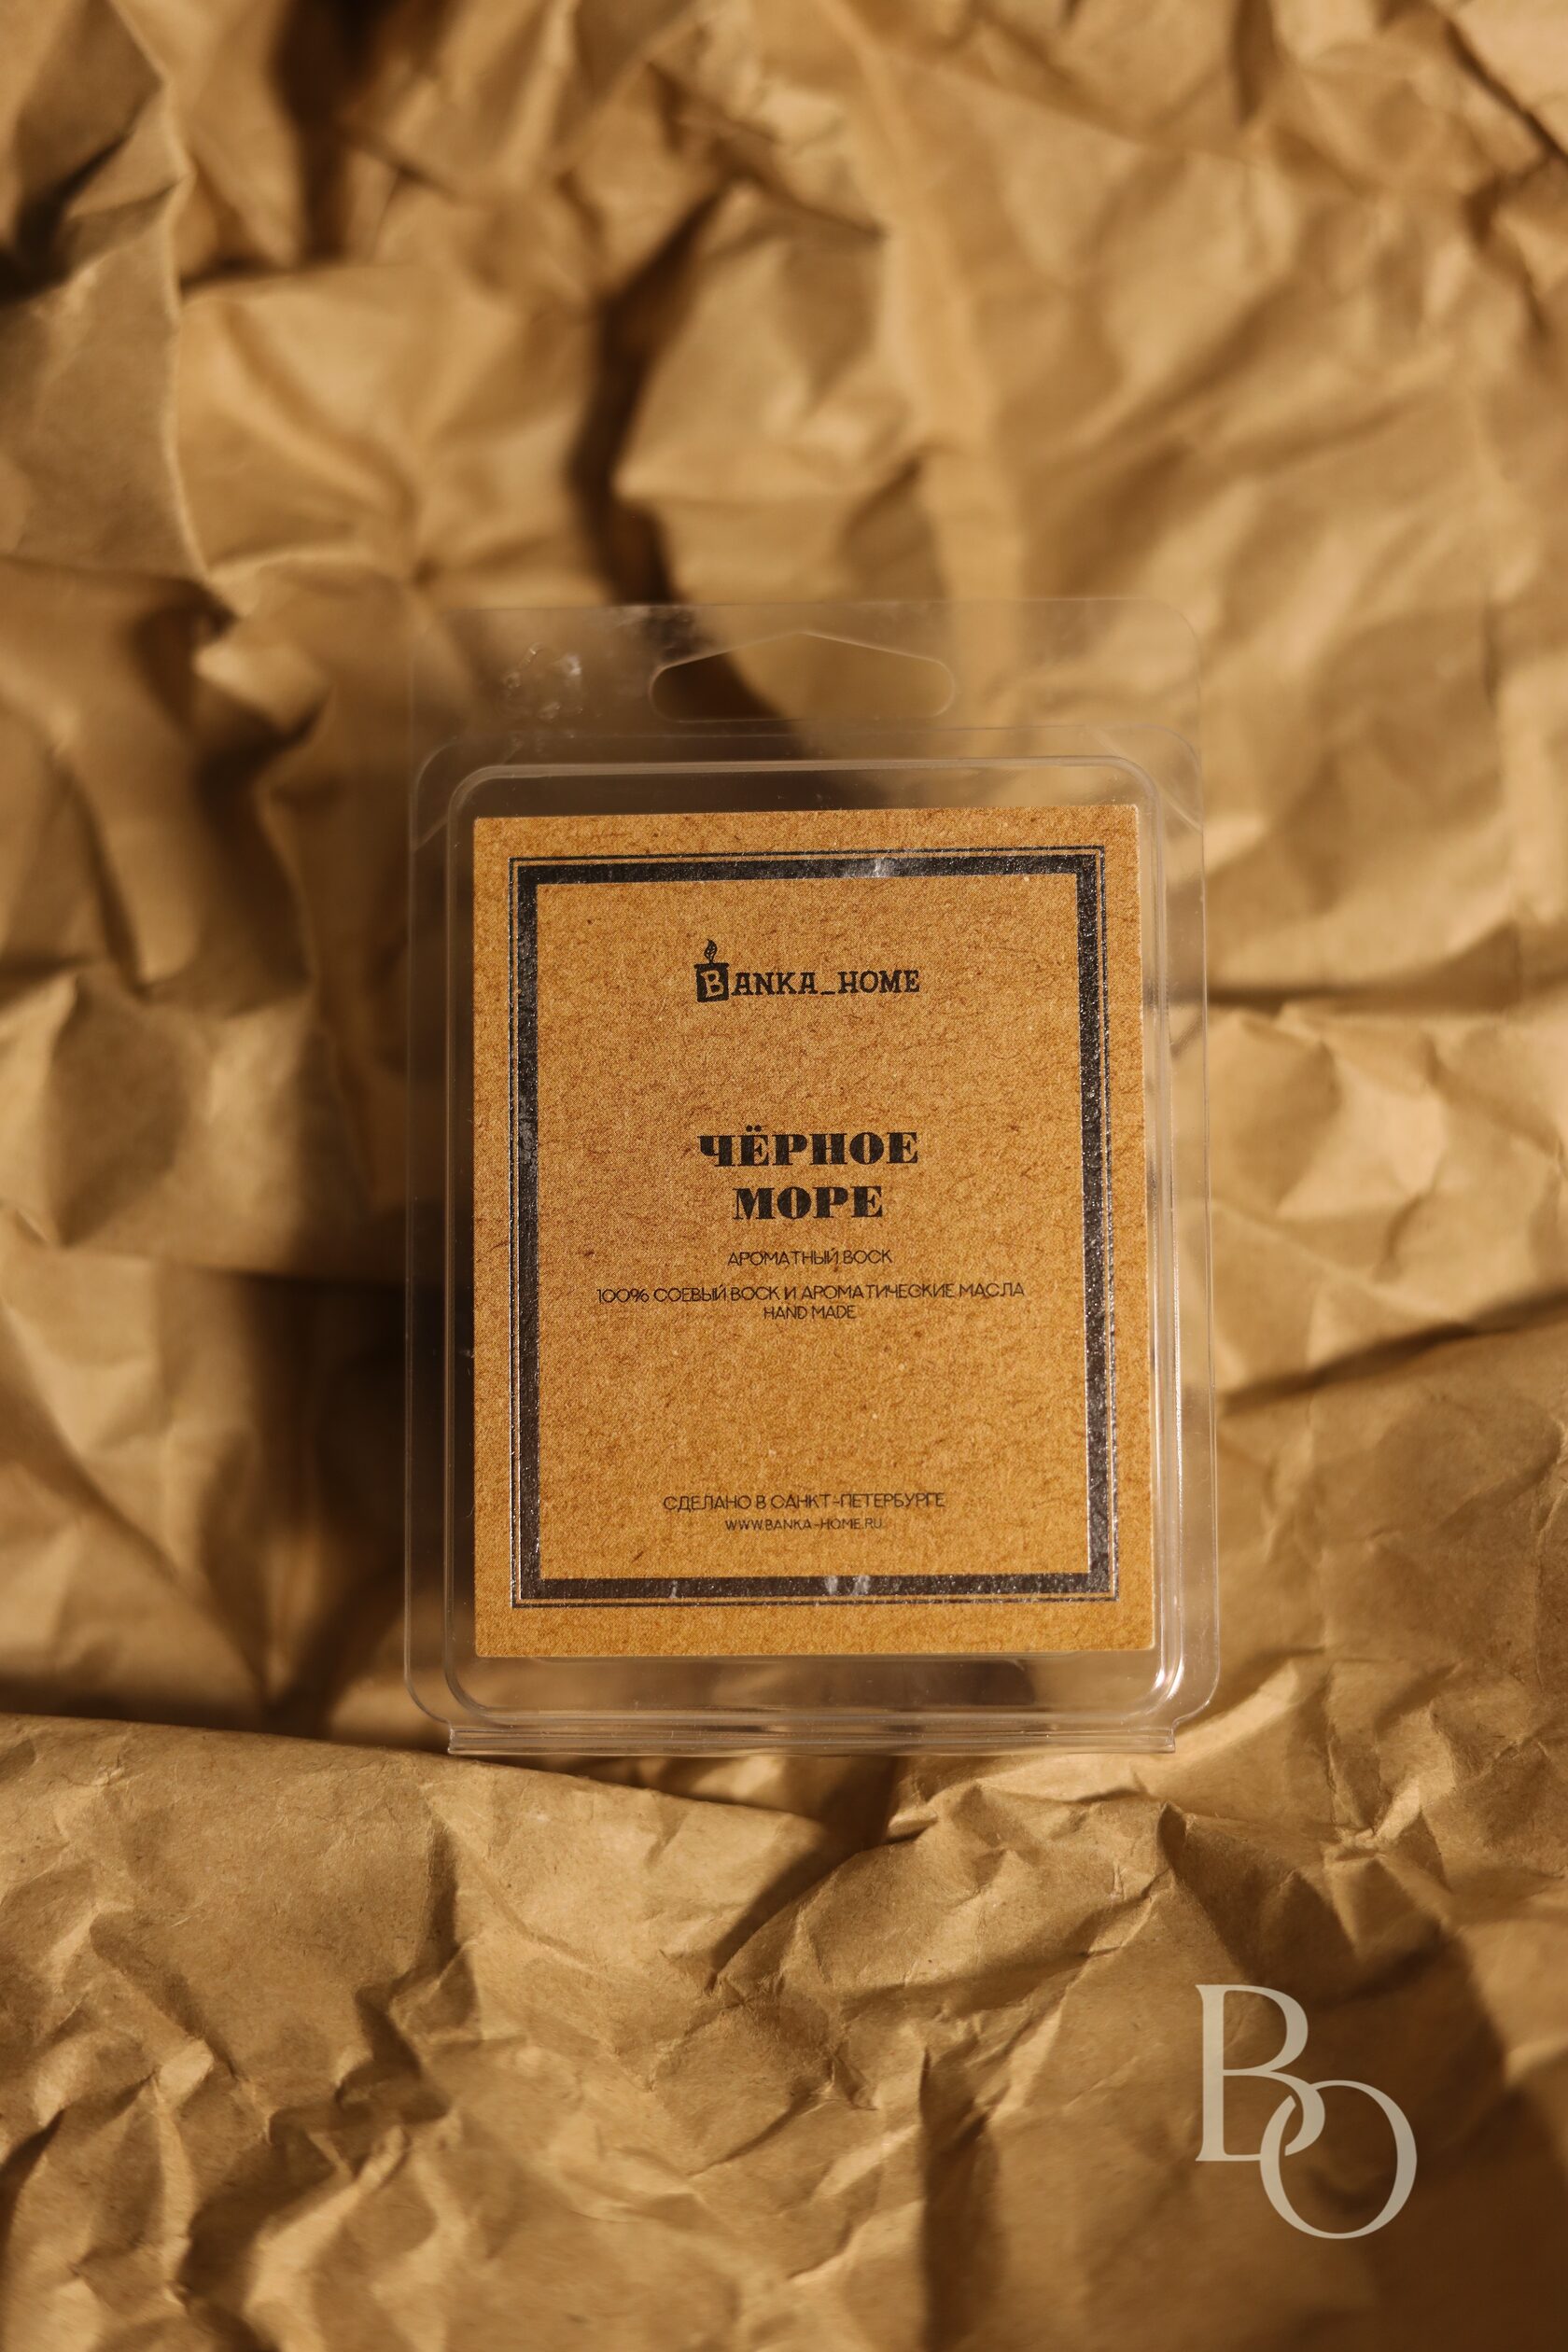 BANKA_HOME
ЧЁРНОЕ
МОРЕ
АРОМАТНЫЙ ВОСК
100% СОЕВЫЙ ВОСК И АРОМАТИЧЕСКИЕ МАСЛА
HAND MADE
СДЕЛАНО В САНКТ-ПЕТЕРБУРГЕ
WWW.BANKA-HOME.RU
BO